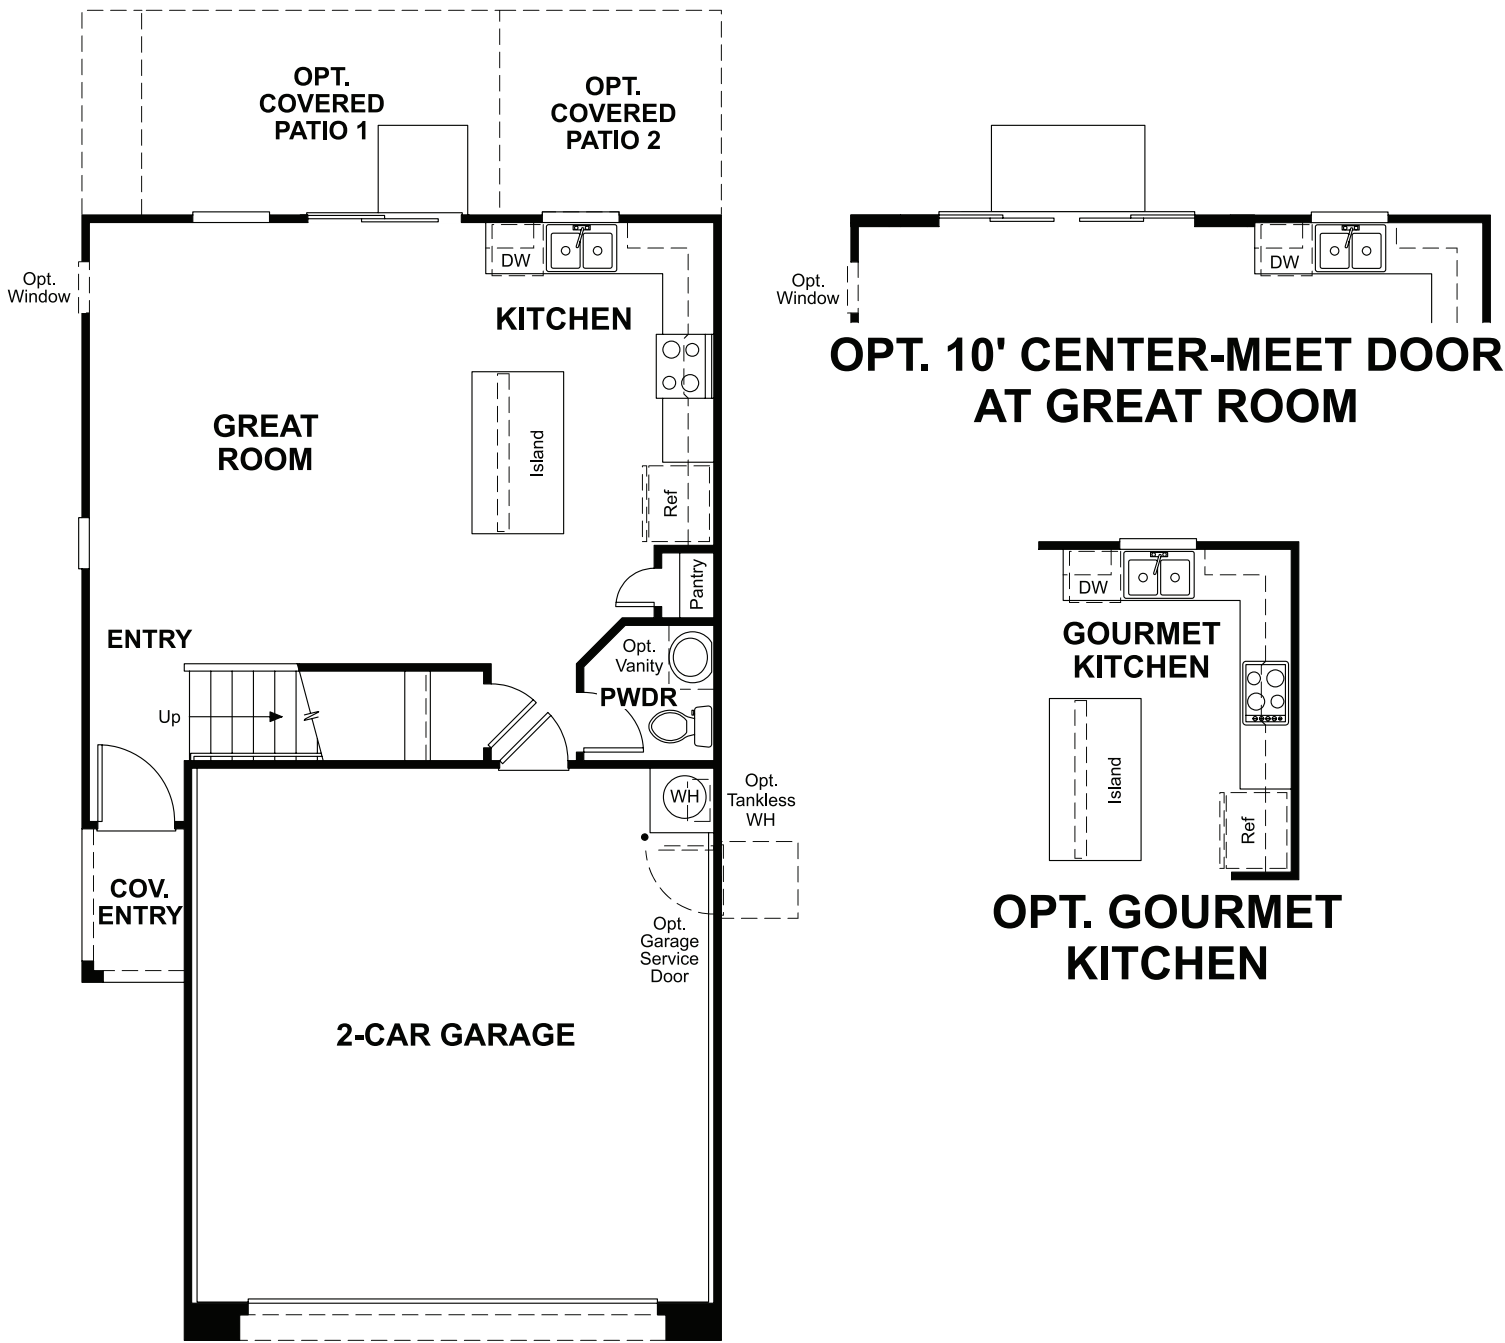 OPT.
COVERED
PATIO 1
OPT.
COVERED
PATIO 2
Opt.
Window
DW
KITCHEN
GREAT
ROOM
Island
Ref
Pantry
ENTRY
Opt.
Vanity
PWDR
Up
WH
Opt.
Tankless
WH
COV.
ENTRY
Opt.
Garage
Service
Door
2-CAR GARAGE
Opt.
Window
DW
OPT. 10' CENTER-MEET DOOR
AT GREAT ROOM
DW
GOURMET
KITCHEN
Island
Ref
OPT. GOURMET
KITCHEN